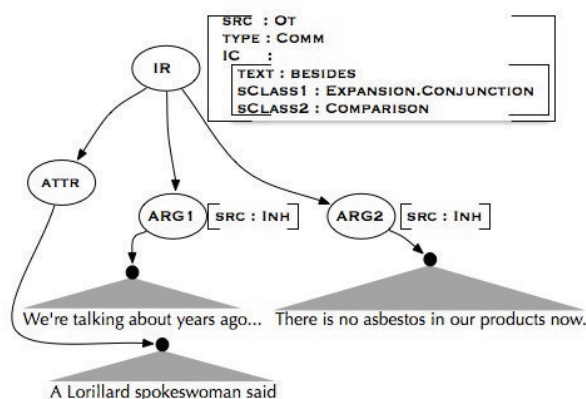 SRC : OT
TYPE : COMM
IC :
TEXT : BESIDES
SCLASS1 : EXPANSION.CONJUNCTION
SCLASS2 : COMPARISON
IR
ATTR
ARG1
SRC : INH
ARG2
SRC : INH
We're talking about years ago...
There is no asbestos in our products now.
A Lorillard spokeswoman said